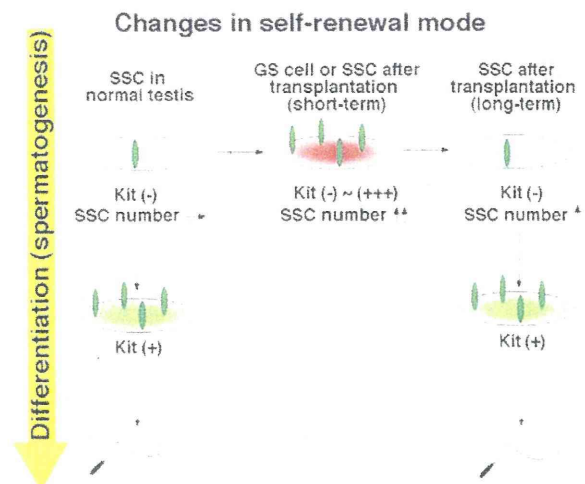 Changes in self-renewal mode
Differentiation (spermatogenesis)
SSC in
normal testis
Kit (-)
SSC number
Kit (+)
GS cell or SSC after
transplantation
(short-term)
Kit (-) ~ (+++)
SSC number
SSC after
transplantation
(long-term)
Kit (-)
SSC number
Kit (+)